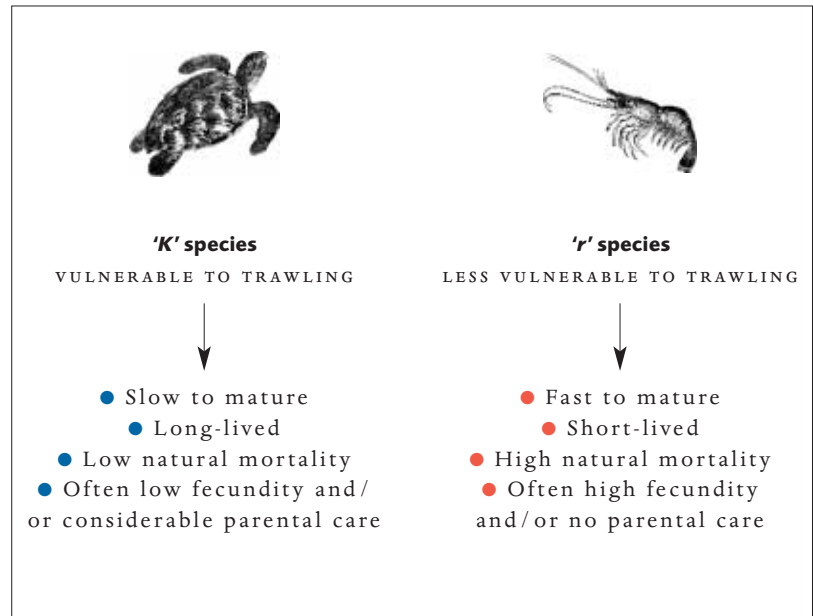 ‘K’ species
VULNERABLE TO TRAWLING
● Slow to mature
● Long-lived
● Low natural mortality
● Often low fecundity and/
or considerable parental care
‘r’ species
LESS VULNERABLE TO TRAWLING
● Fast to mature
● Short-lived
● High natural mortality
● Often high fecundity
and/or no parental care